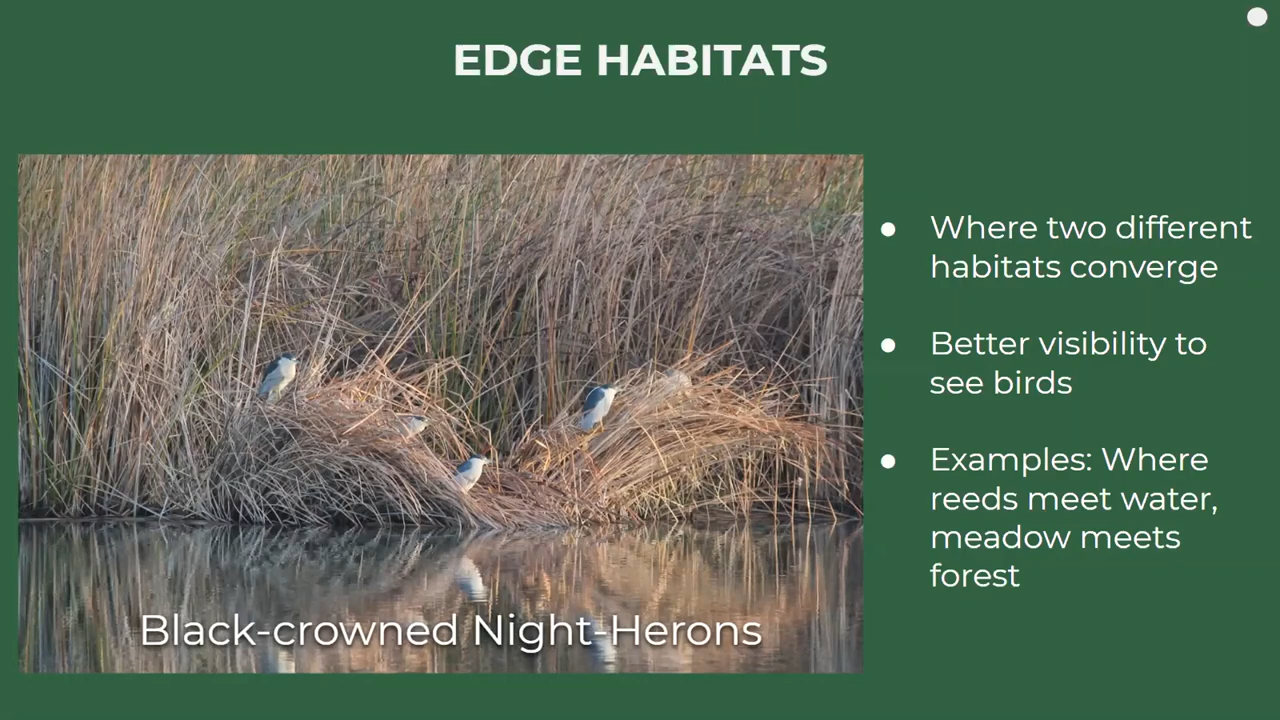 EDGE HABITATS
Black-crowned Night-Herons
● Where two different
habitats converge
● Better visibility to
see birds
● Examples: Where
reeds meet water,
meadow meets
forest